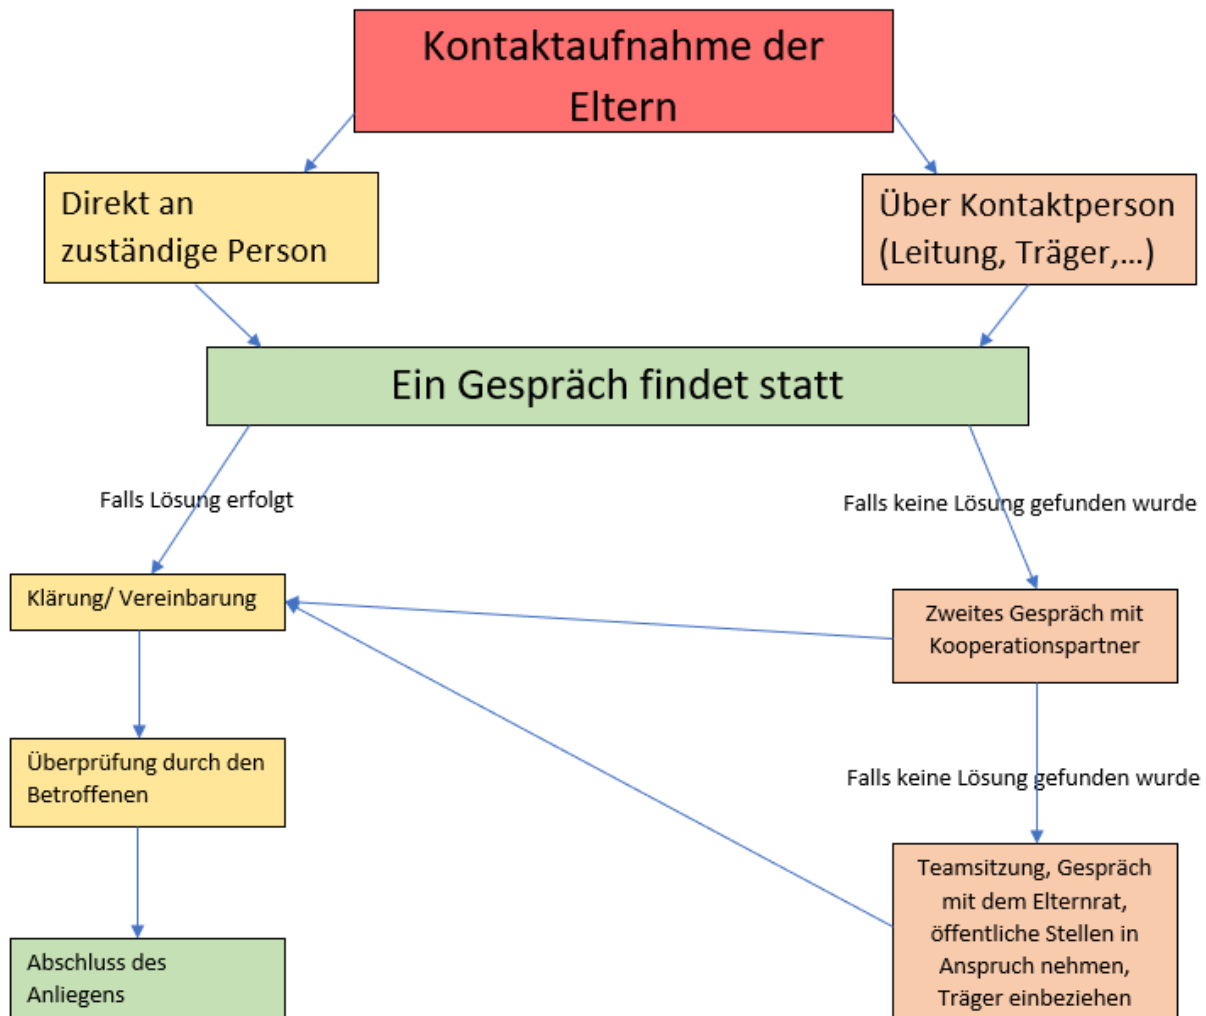 Kontaktaufnahme der
Eltern
Direkt an
zuständige Person
Über Kontaktperson
(Leitung, Träger,...)
Ein Gespräch findet statt
Falls Lösung erfolgt
Falls keine Lösung gefunden wurde
Klärung/ Vereinbarung
Zweites Gespräch mit
Kooperationspartner
Überprüfung durch den
Betroffenen
Falls keine Lösung gefunden wurde
Teamsitzung, Gespräch
mit dem Elternrat,
öffentliche Stellen in
Anspruch nehmen,
Träger einbeziehen
Abschluss des
Anliegens